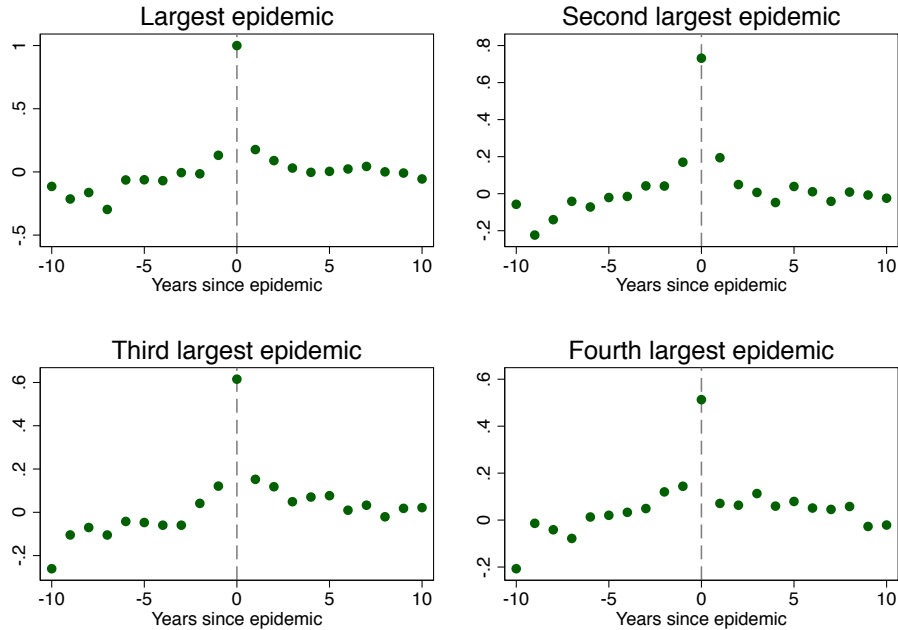 Largest epidemic
1
.5
0
-.5
-10 -5 0 5 10
Years since epidemic
Second largest epidemic
.8
.6
.4
.2
0
-.2
-10 -5 0 5 10
Years since epidemic
Third largest epidemic
.6
.4
.2
0
-.2
-10 -5 0 5 10
Years since epidemic
Fourth largest epidemic
.6
.4
.2
0
-.2
-10 -5 0 5 10
Years since epidemic